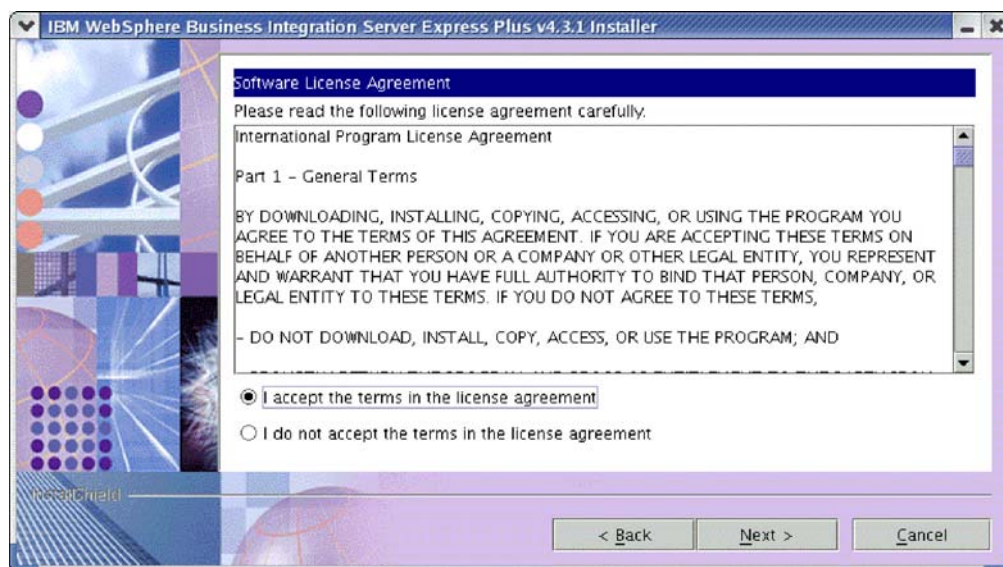 IBM WebSphere Business Integration Server Express Plus v4.3.1 Installer
Software License Agreement
Please read the following license agreement carefully.
International Program License Agreement
Part 1 – General Terms
BY DOWNLOADING, INSTALLING, COPYING, ACCESSING, OR USING THE PROGRAM YOU
AGREE TO THE TERMS OF THIS AGREEMENT. IF YOU ARE ACCEPTING THESE TERMS ON
BEHALF OF ANOTHER PERSON OR A COMPANY OR OTHER LEGAL ENTITY, YOU REPRESENT
AND WARRANT THAT YOU HAVE FULL AUTHORITY TO BIND THAT PERSON, COMPANY, OR
LEGAL ENTITY TO THESE TERMS. IF YOU DO NOT AGREE TO THESE TERMS,
– DO NOT DOWNLOAD, INSTALL, COPY, ACCESS, OR USE THE PROGRAM; AND
I accept the terms in the license agreement
I do not accept the terms in the license agreement
InstallShield
< Back
Next >
Cancel